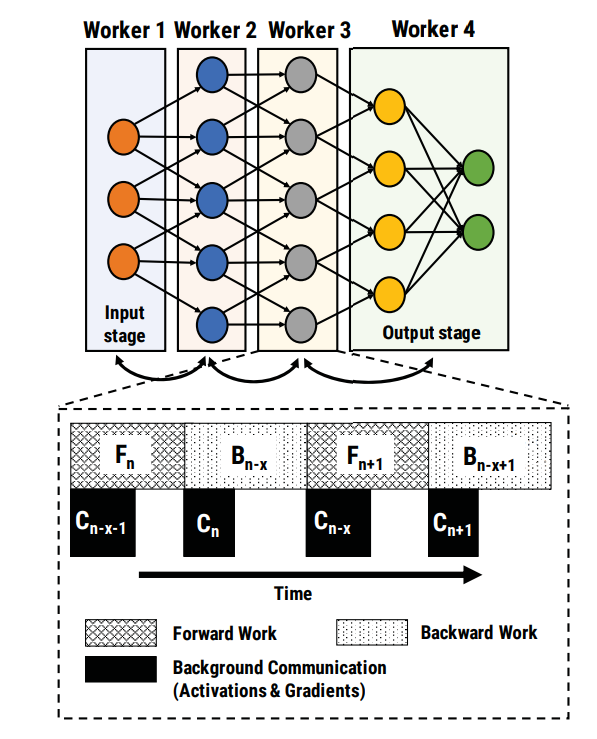 Worker 1 Worker 2 Worker 3 Worker 4
Input
stage
Output stage
Fn Bn-x Fn+1 Bn-x+1
Cn-x-1 Cn Cn-x Cn+1
Time
Forward Work Backward Work
Background Communication
(Activations & Gradients)